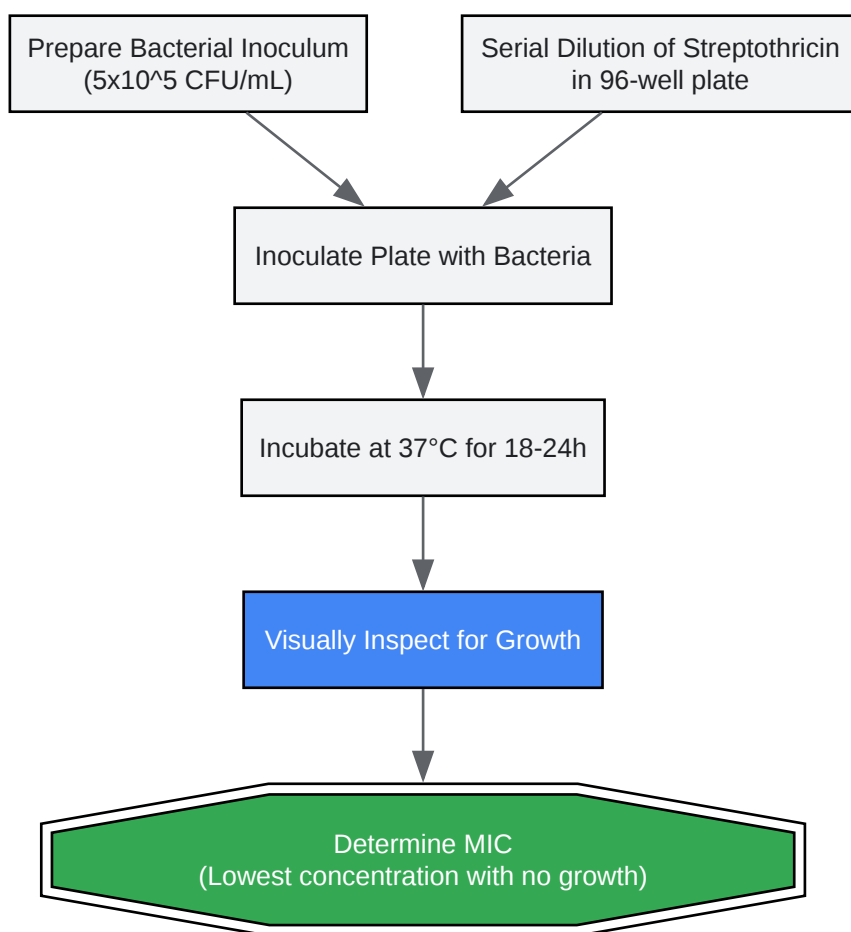 Prepare Bacterial Inoculum
(5x10^5 CFU/mL)
Serial Dilution of Streptothricin
in 96-well plate
Inoculate Plate with Bacteria
Incubate at 37°C for 18-24h
Visually Inspect for Growth
Determine MIC
(Lowest concentration with no growth)